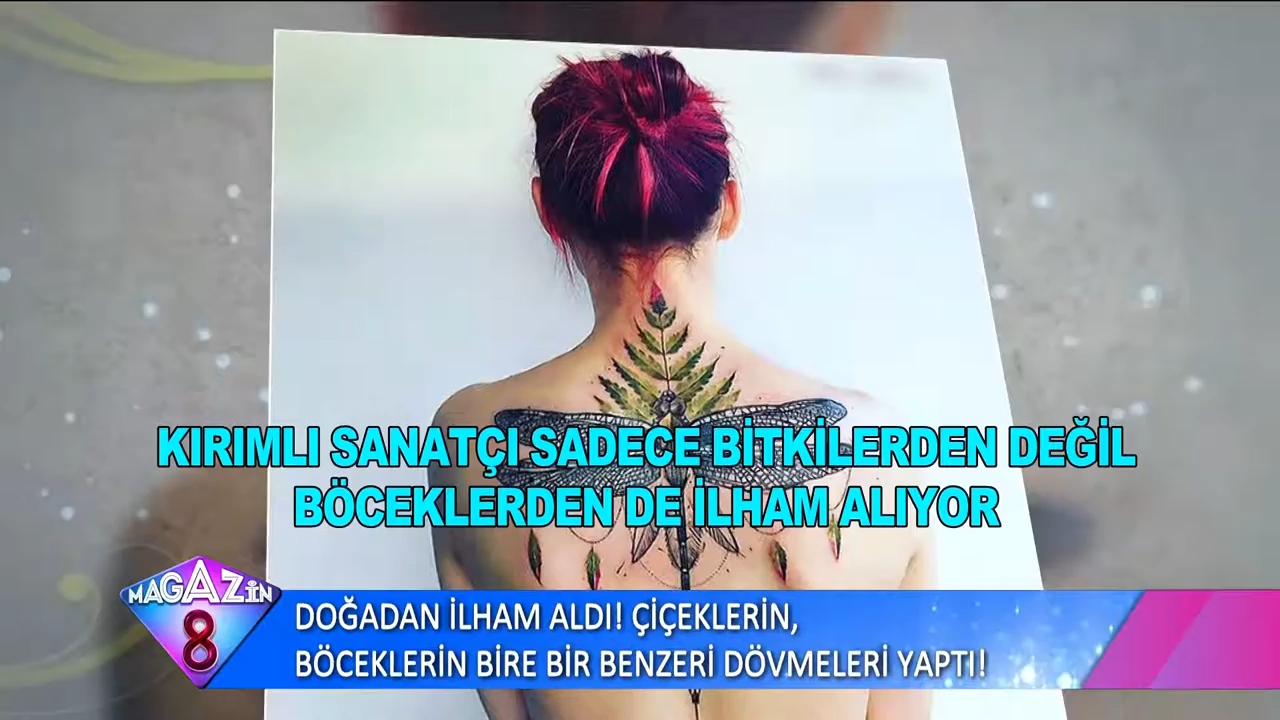 KIRIMLI SANATÇI SADECE BİTKİLERDEN DEĞİL
BÖCEKLERDEN DE İLHAM ALIYOR
MAGAZİN
8
DOĞADAN İLHAM ALDI! ÇİÇEKLERİN,
BÖCEKLERİN BİRE BİR BENZERİ DÖVMELERİ YAPTI!